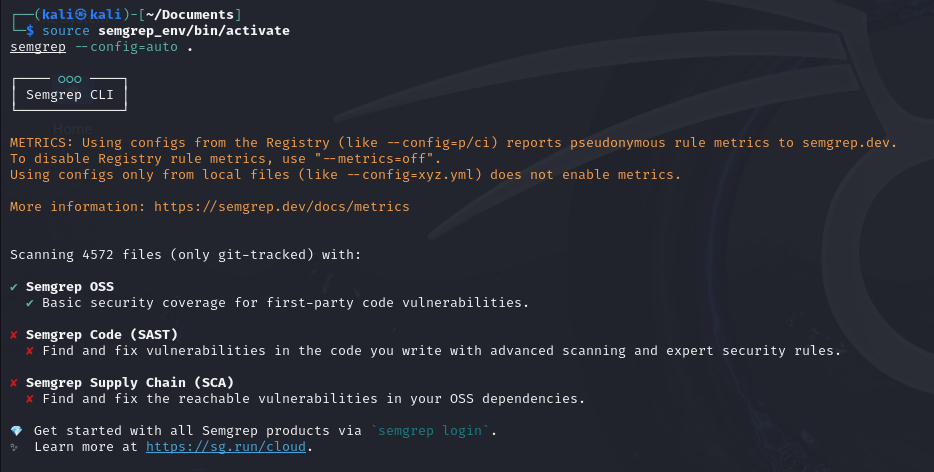 ┌──(kali㉿kali)-[~/Documents]
└─$ source semgrep_env/bin/activate
semgrep --config=auto .
┌──── ○○○ ────┐
│ Semgrep CLI │
└─────────────┘
Home
METRICS: Using configs from the Registry (like --config=p/ci) reports pseudonymous rule metrics to semgrep.dev.
To disable Registry rule metrics, use "--metrics=off".
Using configs only from local files (like --config=xyz.yml) does not enable metrics.
More information: https://semgrep.dev/docs/metrics
Scanning 4572 files (only git-tracked) with:
✔ Semgrep OSS
✔ Basic security coverage for first-party code vulnerabilities.
✘ Semgrep Code (SAST)
✘ Find and fix vulnerabilities in the code you write with advanced scanning and expert security rules.
✘ Semgrep Supply Chain (SCA)
✘ Find and fix the reachable vulnerabilities in your OSS dependencies.
💎 Get started with all Semgrep products via `semgrep login`.
✨ Learn more at https://sg.run/cloud.